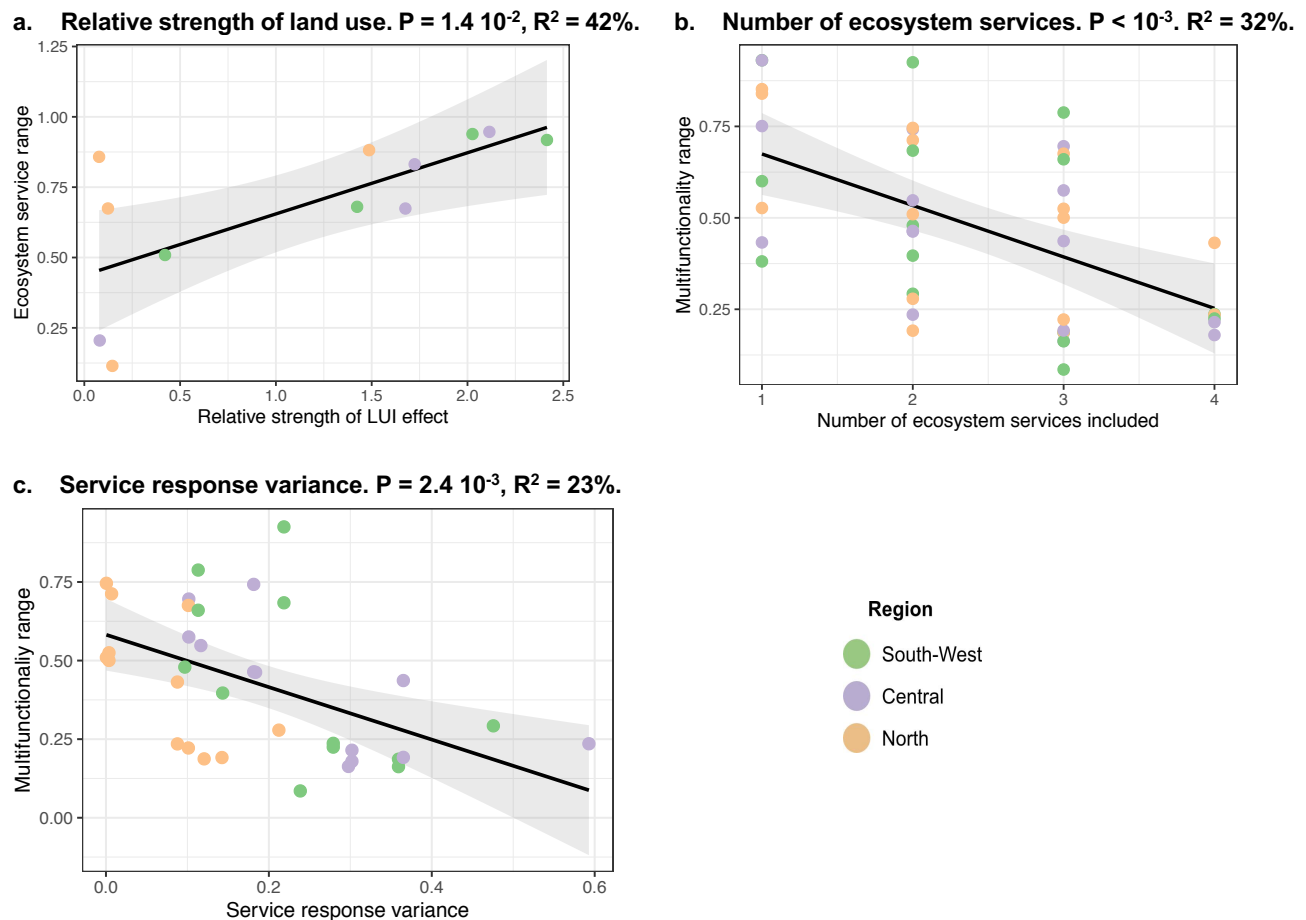 a. Relative strength of land use. P = 1.4 10-2, R2 = 42%.
1.25
1.00
0.75
0.50
0.25
Ecosystem service range
0.0 0.5 1.0 1.5 2.0 2.5
Relative strength of LUI effect
b. Number of ecosystem services. P < 10-3. R2 = 32%.
0.75
0.50
0.25
Multifunctionality range
1 2 3 4
Number of ecosystem services included
c. Service response variance. P = 2.4 10-3, R2 = 23%.
0.75
0.50
0.25
0.00
Multifunctionaliy range
0.0 0.2 0.4 0.6
Service response variance
Region
South-West
Central
North